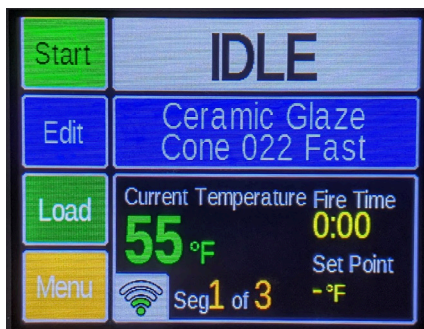 Start
IDLE
Edit
Ceramic Glaze
Cone 022 Fast
Load
Current Temperature
55 °F
Fire Time
0:00
Set Point
- °F
Menu
Seg 1 of 3